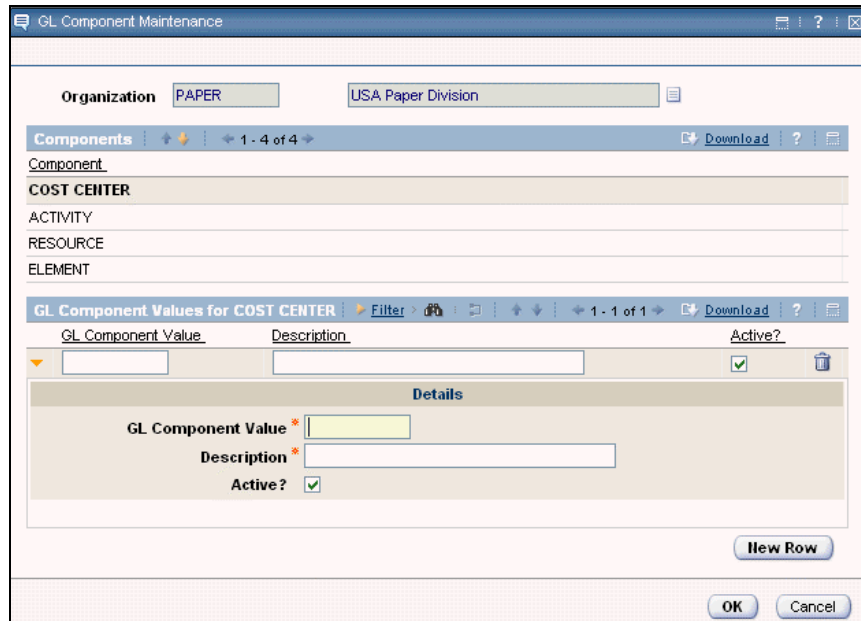 GL Component Maintenance ?
Organization PAPER USA Paper Division
Components 1 - 4 of 4 Download ?
Component
COST CENTER
ACTIVITY
RESOURCE
ELEMENT
GL Component Values for COST CENTER Filter 1 - 1 of 1 Download ?
GL Component Value Description Active?
Details
GL Component Value *
Description *
Active?
New Row
OK Cancel